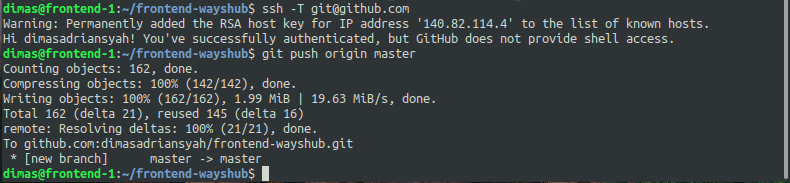 dimas@frontend-1:~/frontend-wayshub$ ssh -T git@github.com
Warning: Permanently added the RSA host key for IP address '140.82.114.4' to the list of known hosts.
Hi dimasadriansyah! You've successfully authenticated, but GitHub does not provide shell access.
dimas@frontend-1:~/frontend-wayshub$ git push origin master
Counting objects: 162, done.
Compressing objects: 100% (142/142), done.
Writing objects: 100% (162/162), 1.99 MiB | 19.63 MiB/s, done.
Total 162 (delta 21), reused 145 (delta 16)
remote: Resolving deltas: 100% (21/21), done.
To github.com:dimasadriansyah/frontend-wayshub.git
 * [new branch]      master -> master
dimas@frontend-1:~/frontend-wayshub$